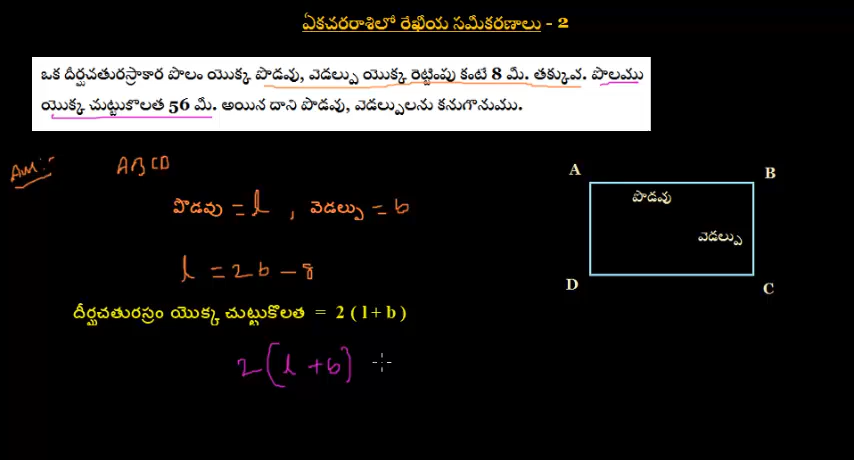 ఏకచరరాశిలో రేఖీయ సమీకరణాలు - 2
ఒక దీర్ఘచతురస్రాకార పొలం యొక్క పొడవు, వెడల్పు యొక్క రెట్టింపు కంటే 8 మీ. తక్కువ. పొలము
యొక్క చుట్టుకొలత 56 మీ. అయిన దాని పొడవు, వెడల్పులను కనుగొనుము.
Ans:-
ABCD
పొడవు = l , వెడల్పు = b
l = 2b - 8
దీర్ఘచతురస్రం యొక్క చుట్టుకొలత = 2 ( l + b )
2(l + b)
A
B
పొడవు
వెడల్పు
D
C